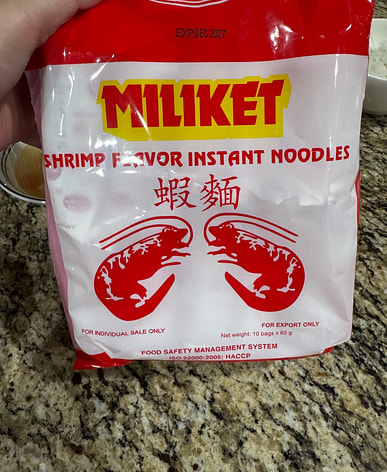 EXP.DEC 2027
MILIKET
SHRIMP FLAVOR INSTANT NOODLES
蝦麵
FOR INDIVIDUAL SALE ONLY
FOR EXPORT ONLY
Net weight: 10 bags x 65 g
FOOD SAFETY MANAGEMENT SYSTEM
ISO 22000:2005; HACCP